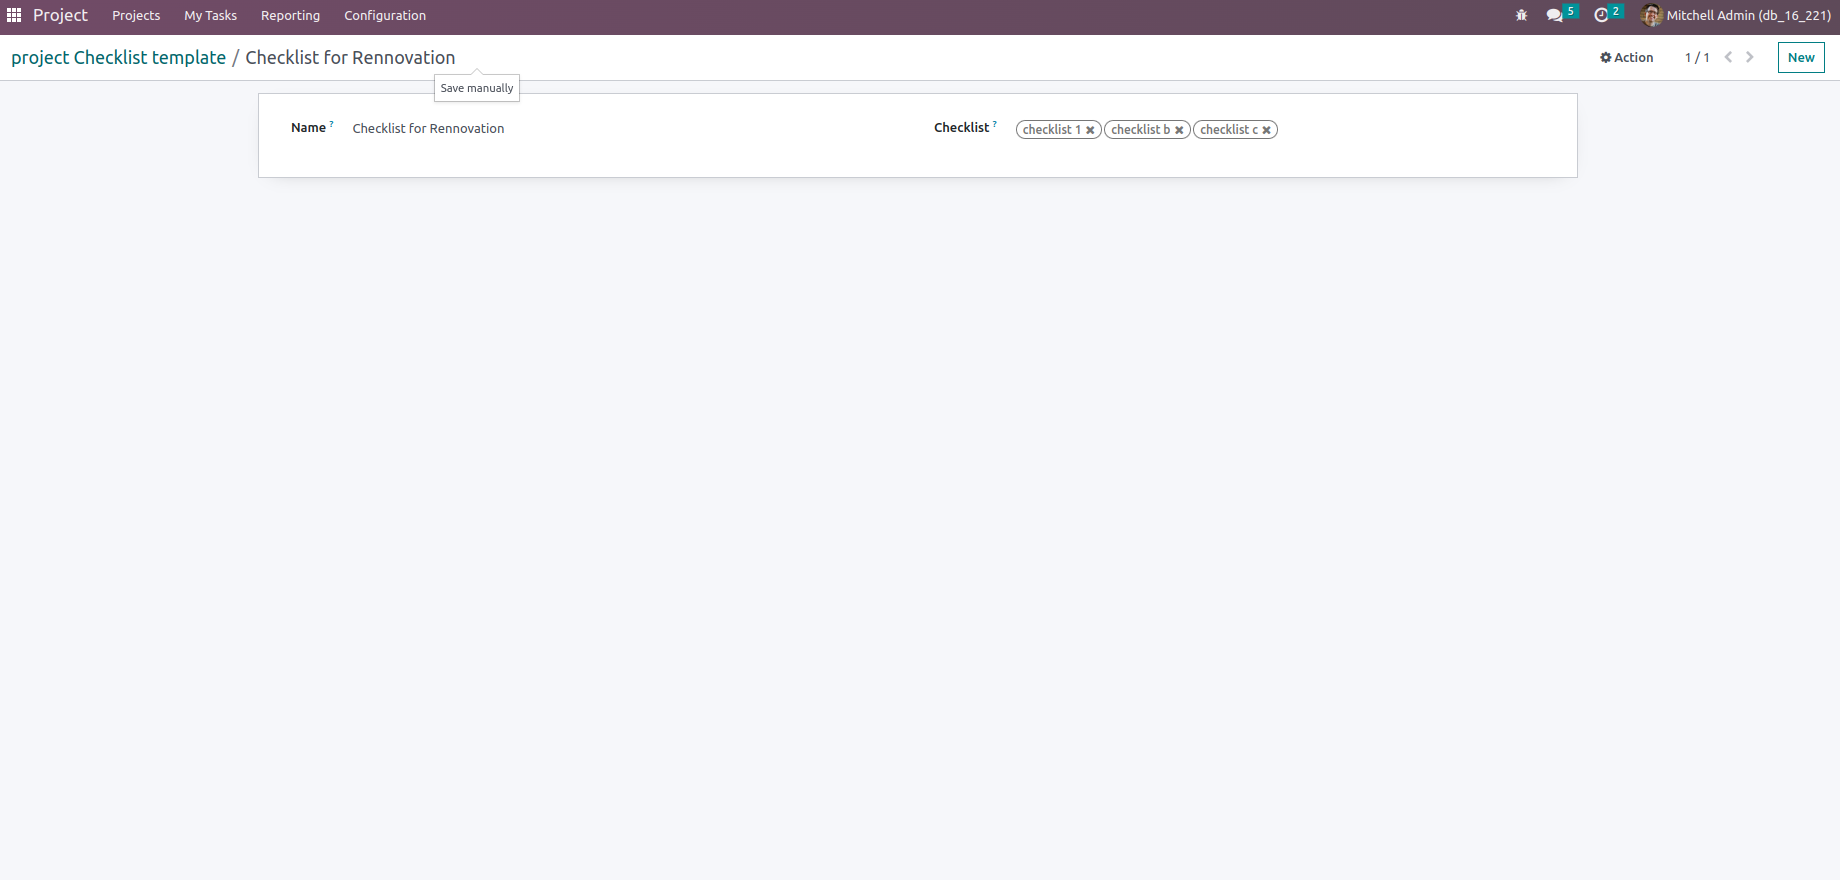 Project Projects My Tasks Reporting Configuration 5 2 Mitchell Admin (db_16_221)
project Checklist template / Checklist for Rennovation Action 1 / 1 New
Save manually
Name ? Checklist for Rennovation Checklist ? checklist 1 checklist b checklist c